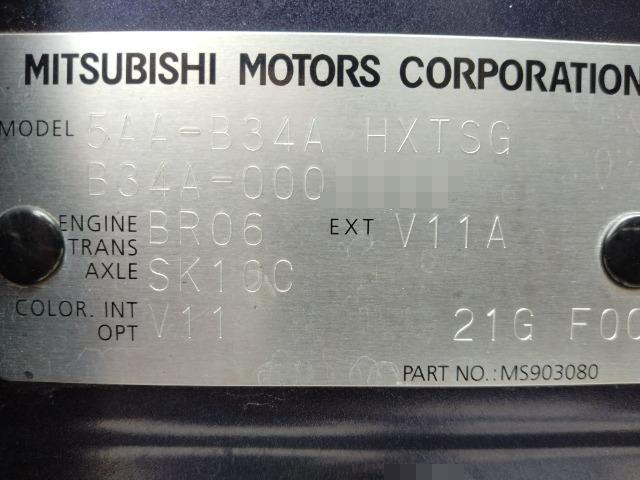 MITSUBISHI MOTORS CORPORATION
MODEL 5AA-B34A HXTSG
B34A-000
ENGINE BR06 EXT V11A
TRANS
AXLE SK10C
COLOR. INT V11
OPT 21G F00
PART NO.: MS903080